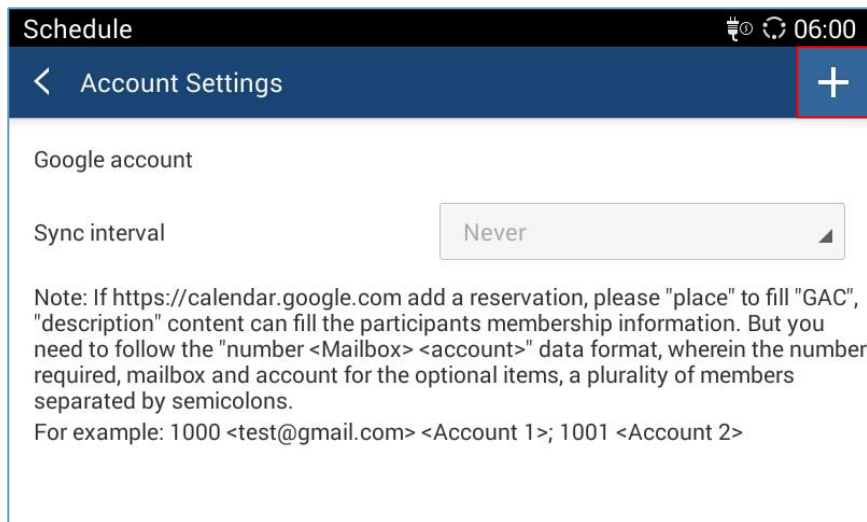 Schedule
06:00
Account Settings
Google account
Sync interval
Never
Note: If https://calendar.google.com add a reservation, please "place" to fill "GAC",
"description" content can fill the participants membership information. But you
need to follow the "number <Mailbox> <account>" data format, wherein the number
required, mailbox and account for the optional items, a plurality of members
separated by semicolons.
For example: 1000 <test@gmail.com> <Account 1>; 1001 <Account 2>